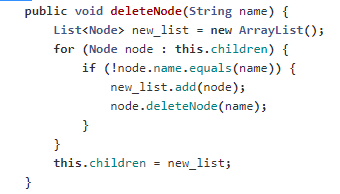 public void deleteNode(String name) {
    List<Node> new_list = new ArrayList();
    for (Node node : this.children) {
        if (!node.name.equals(name)) {
            new_list.add(node);
            node.deleteNode(name);
        }
    }
    this.children = new_list;
}